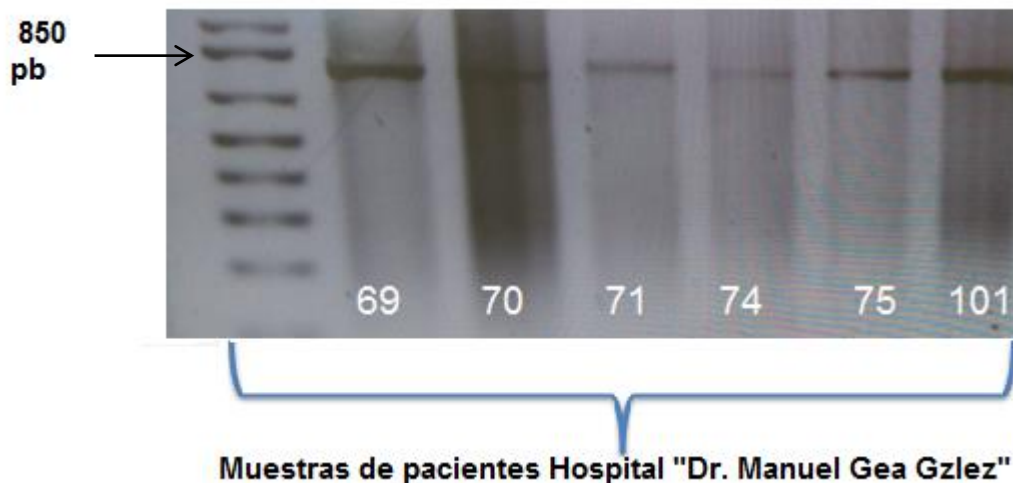 850
pb
69 70 71 74 75 101
Muestras de pacientes Hospital "Dr. Manuel Gea Gzlez"